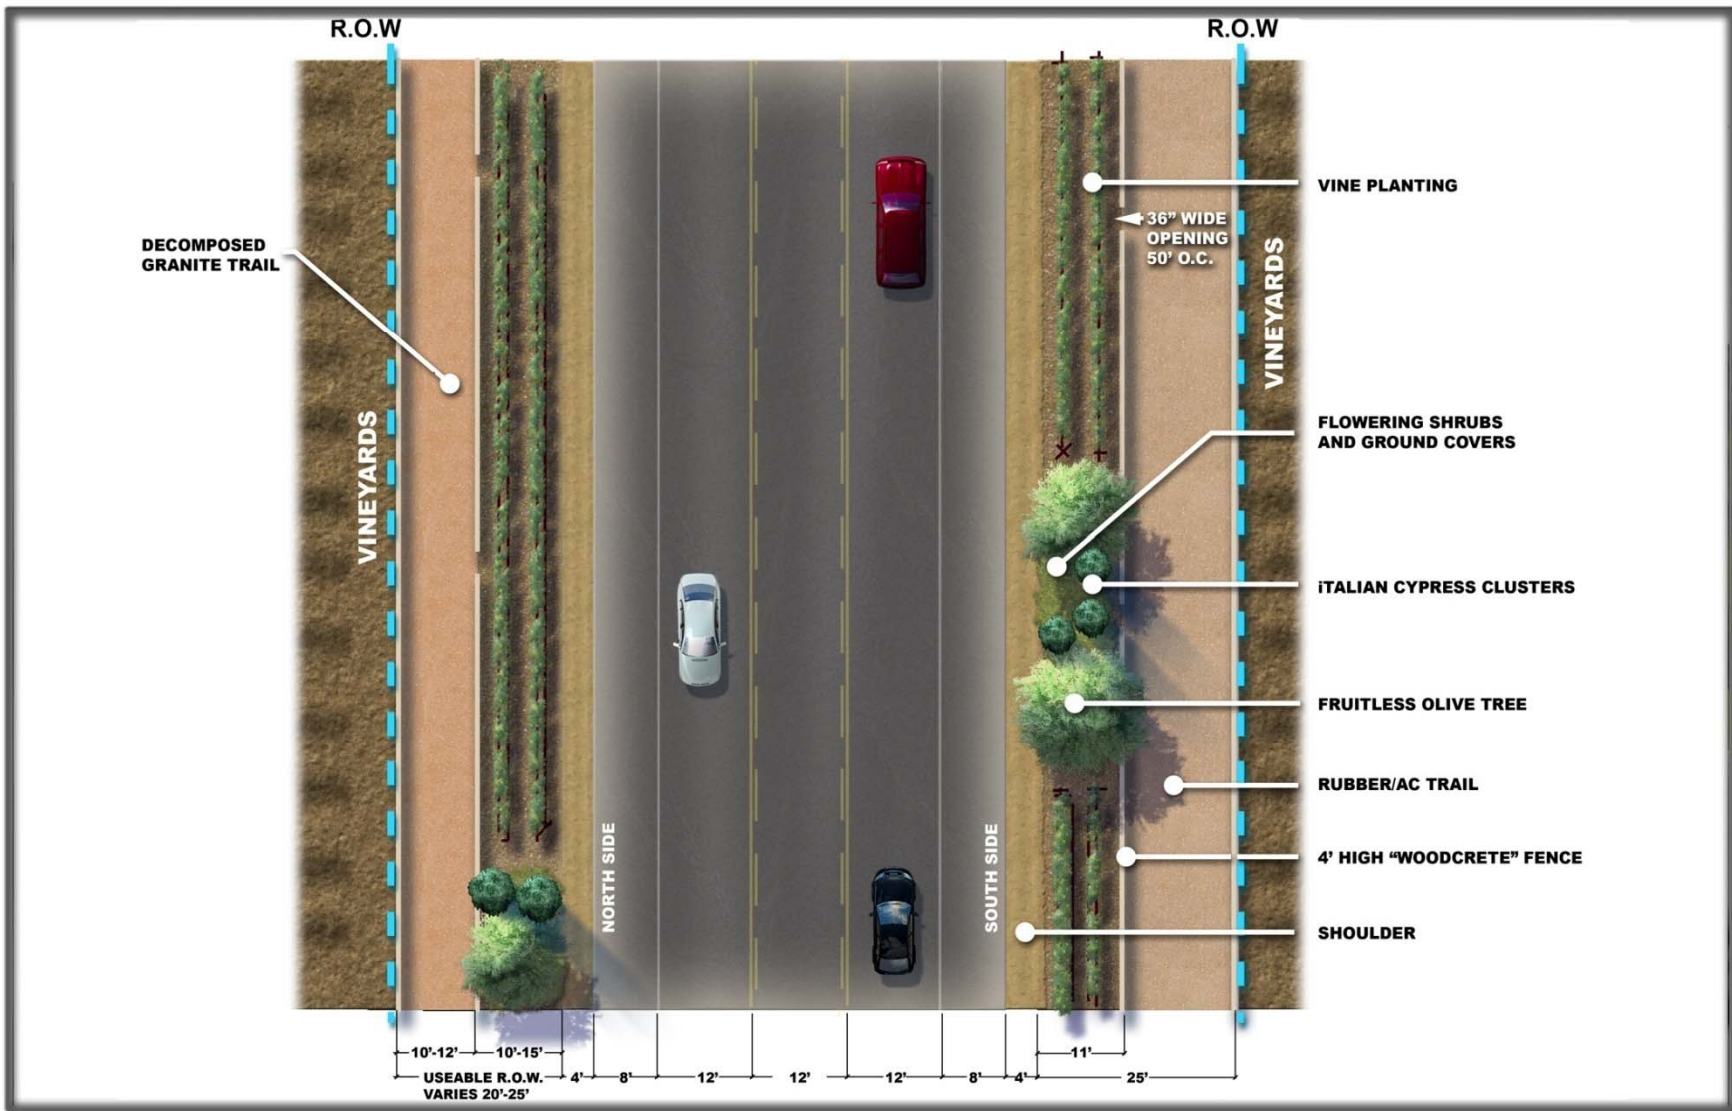 R.O.W
R.O.W
DECOMPOSED
GRANITE TRAIL
VINEYARDS
VINE PLANTING
36” WIDE
OPENING
50’ O.C.
VINEYARDS
FLOWERING SHRUBS
AND GROUND COVERS
iTALIAN CYPRESS CLUSTERS
FRUITLESS OLIVE TREE
RUBBER/AC TRAIL
4’ HIGH “WOODCRETE” FENCE
SHOULDER
NORTH SIDE
SOUTH SIDE
10’-12’
10’-15’
11’
USEABLE R.O.W.
VARIES 20’-25’
4’
8’
12’
12’
12’
8’
4’
25’